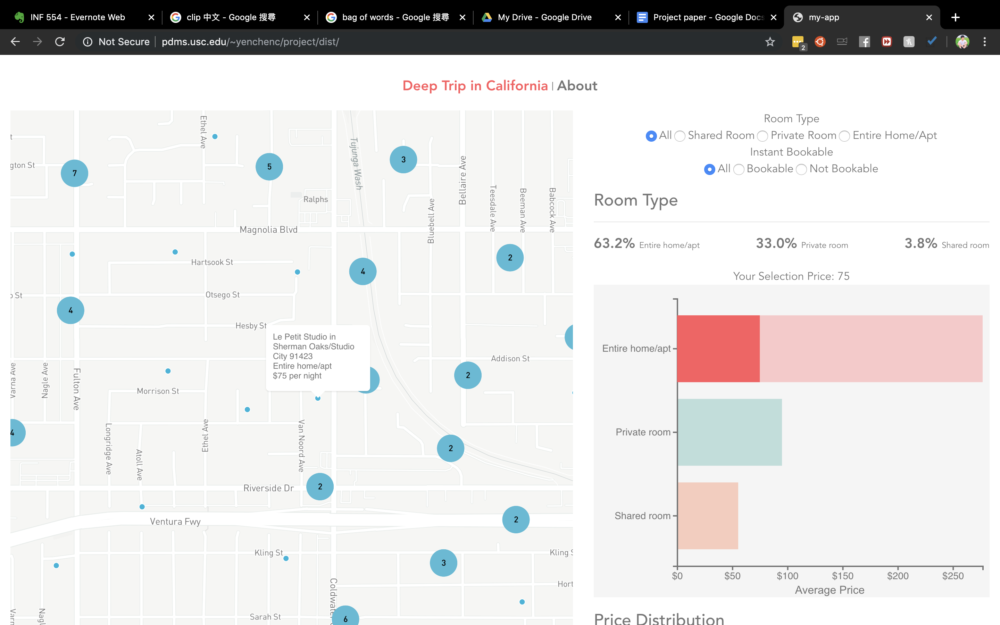 INF 554 - Evernote Web
clip 中文 - Google 搜尋
bag of words - Google 搜尋
My Drive - Google Drive
Project paper - Google Docs
my-app
Not Secure
pdms.usc.edu/~yenchenc/project/dist/
2
Deep Trip in California | About
Ethel Ave
Tujunga Wash
3
gton St
7
5
Bellaire Ave
Ralphs
Teesdale Ave
Beeman Ave
Babcock Ave
Bluebell Ave
Magnolia Blvd
Hartsook St
2
4
Otsego St
o St
4
Hesby St
Le Petit Studio in
Sherman Oaks/Studio
City 91423
Entire home/apt
$75 per night
Addison St
2
Varna Ave
Nagle Ave
Fulton Ave
Morrison St
4
Longridge Ave
Atoll Ave
Ethel Ave
Van Noord Ave
2
Riverside Dr
2
Ventura Fwy
2
Kling St
3
Kling S
Coldwater
Hort
Varn
Nagl
Sarah St
6
Room Type
All Shared Room Private Room Entire Home/Apt
Instant Bookable
All Bookable Not Bookable
Room Type
63.2% Entire home/apt 33.0% Private room 3.8% Shared room
Your Selection Price: 75
Entire home/apt
Private room
Shared room
$0 $50 $100 $150 $200 $250
Average Price
Price Distribution